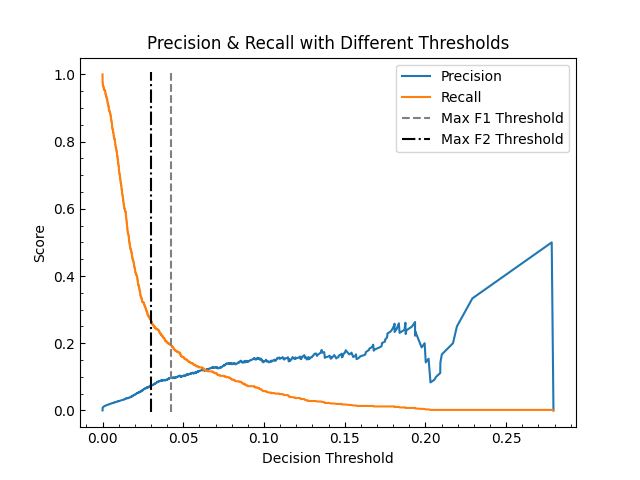 Precision & Recall with Different Thresholds
1.0
0.8
0.6
0.4
0.2
0.0
Score
Precision
Recall
Max F1 Threshold
Max F2 Threshold
0.00 0.05 0.10 0.15 0.20 0.25
Decision Threshold